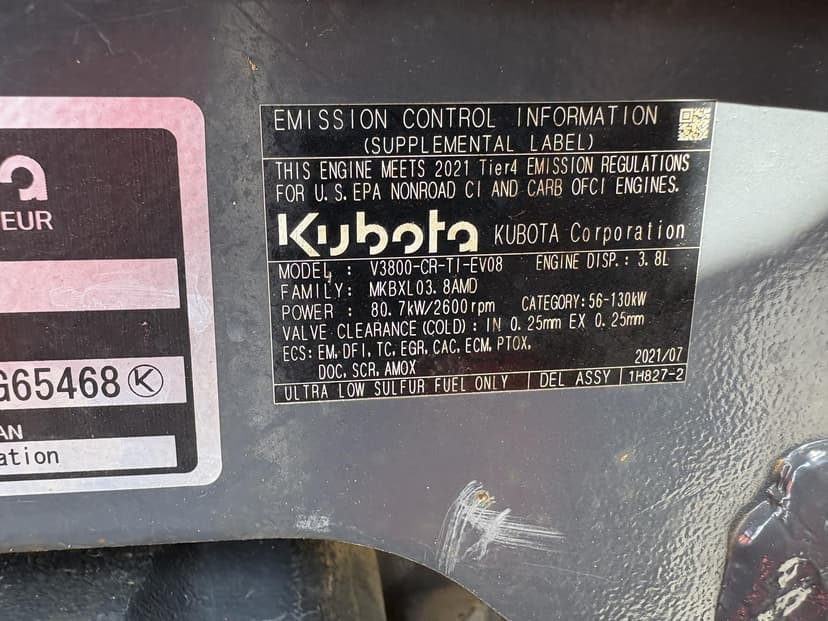 EUR
G65468 K
AN
ation
EMISSION CONTROL INFORMATION
(SUPPLEMENTAL LABEL)
THIS ENGINE MEETS 2021 Tier4 EMISSION REGULATIONS
FOR U.S. EPA NONROAD CI AND CARB OFCI ENGINES.
Kubota KUBOTA Corporation
MODEL : V3800-CR-TI-EV08 ENGINE DISP.: 3.8L
FAMILY: MKBXL03.8AMD
POWER : 80.7kW/2600rpm CATEGORY:56-130kW
VALVE CLEARANCE (COLD) : IN 0.25mm EX 0.25mm
ECS: EM, DFI, TC, EGR, CAC, ECM, PTOX,
DOC, SCR, AMOX 2021/07
ULTRA LOW SULFUR FUEL ONLY DEL ASSY 1H827-2